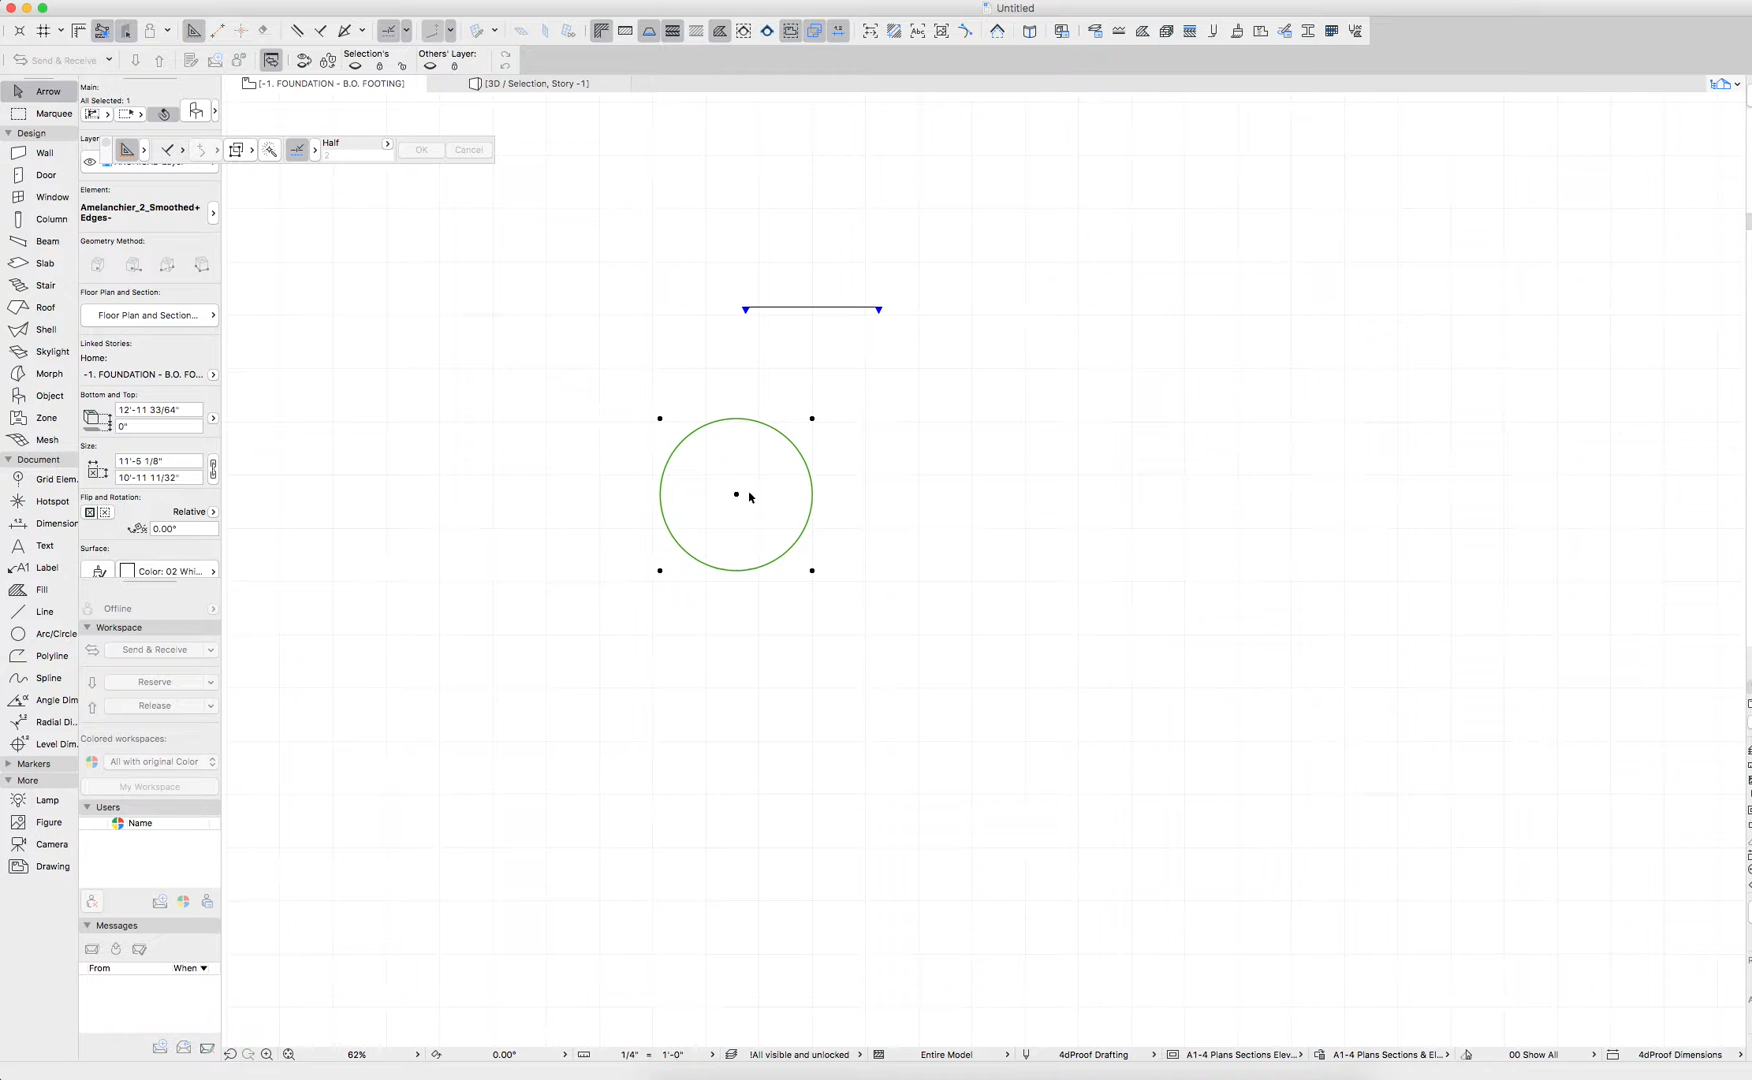 Untitled
Send & Receive
Selection's
Others' Layer:
[-1. FOUNDATION - B.O. FOOTING]
[3D / Selection, Story -1]
Arrow
Marquee
Design
Wall
Door
Window
Column
Beam
Slab
Stair
Roof
Shell
Skylight
Morph
Object
Zone
Mesh
Document
Grid Elem...
Hotspot
Dimension
Text
Label
Fill
Line
Arc/Circle
Polyline
Spline
Angle Dim
Radial Di...
Level Dim.
Markers
More
Lamp
Figure
Camera
Drawing
Main:
All Selected: 1
Layer
Half
2
OK
Cancel
Element:
Amelanchier_2_Smoothed+
Edges-
Geometry Method:
Floor Plan and Section:
Floor Plan and Section...
Linked Stories:
Home:
-1. FOUNDATION - B.O. FO...
Bottom and Top:
12'-11 33/64"
0"
Size:
11'-5 1/8"
10'-11 11/32"
Flip and Rotation:
Relative
0.00°
Surface:
Color: 02 Whi...
Offline
Workspace
Send & Receive
Reserve
Release
Colored workspaces:
All with original Color
My Workspace
Users
Name
Messages
From When
62%
0.00°
1/4" = 1'-0"
!All visible and unlocked
Entire Model
4dProof Drafting
A1-4 Plans Sections Elev...
A1-4 Plans Sections & El...
00 Show All
4dProof Dimensions